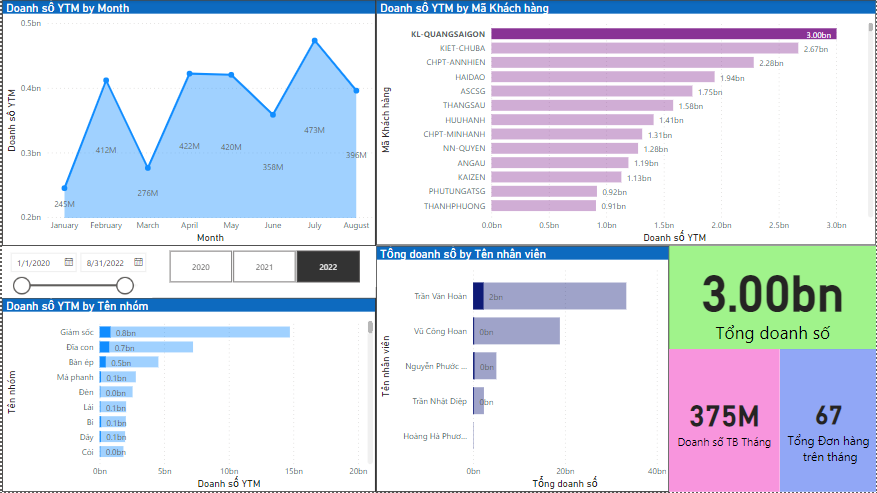 Doanh số YTM by Month
0.5bn
0.4bn
0.3bn
0.2bn
Doanh số YTM
245M
412M
276M
422M
420M
358M
473M
396M
January February March April May June July August
Month
Doanh số YTM by Mã Khách hàng
Mã Khách hàng
KL-QUANGSAIGON 3.00bn
KIET-CHUBA 2.67bn
CHPT-ANNHIEN 2.28bn
HAIDAO 1.94bn
ASCSG 1.75bn
THANGSAU 1.58bn
HUUHANH 1.41bn
CHPT-MINHANH 1.31bn
NN-QUYEN 1.28bn
ANGAU 1.19bn
KAIZEN 1.13bn
PHUTUNGATSG 0.92bn
THANHPHUONG 0.91bn
0.0bn 0.5bn 1.0bn 1.5bn 2.0bn 2.5bn 3.0bn
Doanh số YTM
1/1/2020 8/31/2022
2020 2021 2022
Doanh số YTM by Tên nhóm
Tên nhóm
Giảm sốc 0.8bn
Đĩa con 0.7bn
Bàn ép 0.5bn
Má phanh 0.1bn
Đèn 0.0bn
Lái 0.1bn
Bi 0.1bn
Dây 0.1bn
Còi 0.0bn
0bn 5bn 10bn 15bn 20bn
Doanh số YTM
Tổng doanh số by Tên nhân viên
Tên nhân viên
Trần Văn Hoàn 2bn
Vũ Công Hoan 0bn
Nguyễn Phước ... 0bn
Trần Nhật Diệp 0bn
Hoàng Hà Phươ...
0bn 20bn 40bn
Tổng doanh số
3.00bn
Tổng doanh số
375M
Doanh số TB Tháng
67
Tổng Đơn hàng
trên tháng